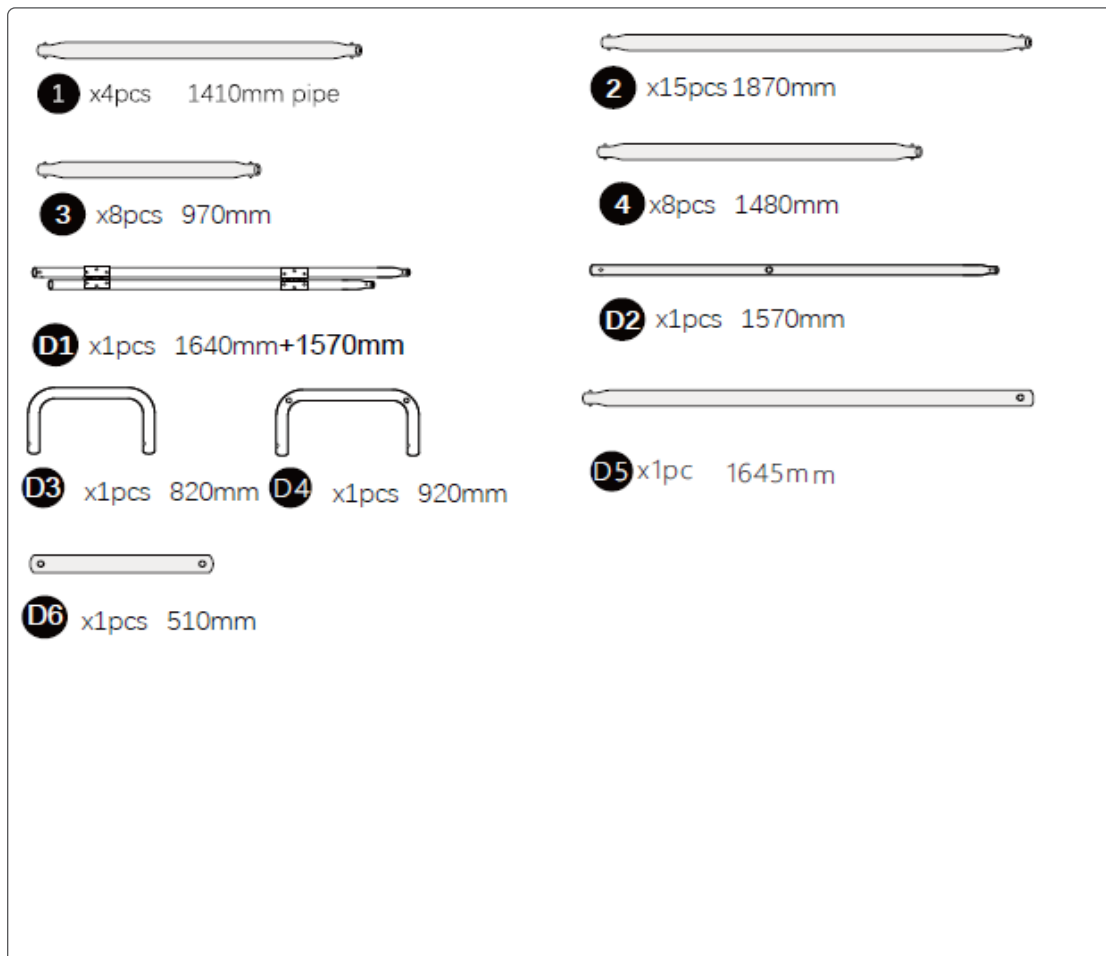 1 x4pcs 1410mm pipe
2 x15pcs 1870mm
3 x8pcs 970mm
4 x8pcs 1480mm
D1 x1pcs 1640mm+1570mm
D2 x1pcs 1570mm
D3 x1pcs 820mm
D4 x1pcs 920mm
D5 x1pc 1645mm
D6 x1pcs 510mm